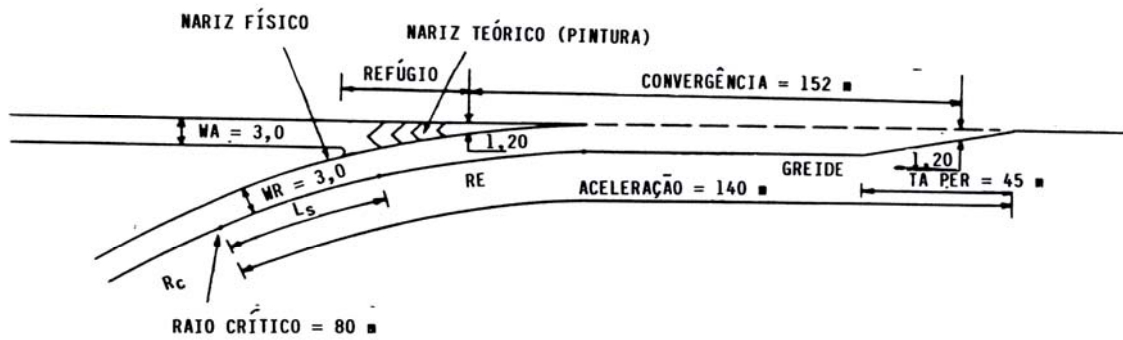 NARIZ FÍSICO
NARIZ TEÓRICO (PINTURA)
REFÚGIO
CONVERGÊNCIA = 152 m
WA = 3,0
1,20
1,20
WR = 3,0
RE
GREIDE
TA PER = 45 m
ACELERAÇÃO = 140 m
Ls
Rc
RAIO CRÍTICO = 80 m